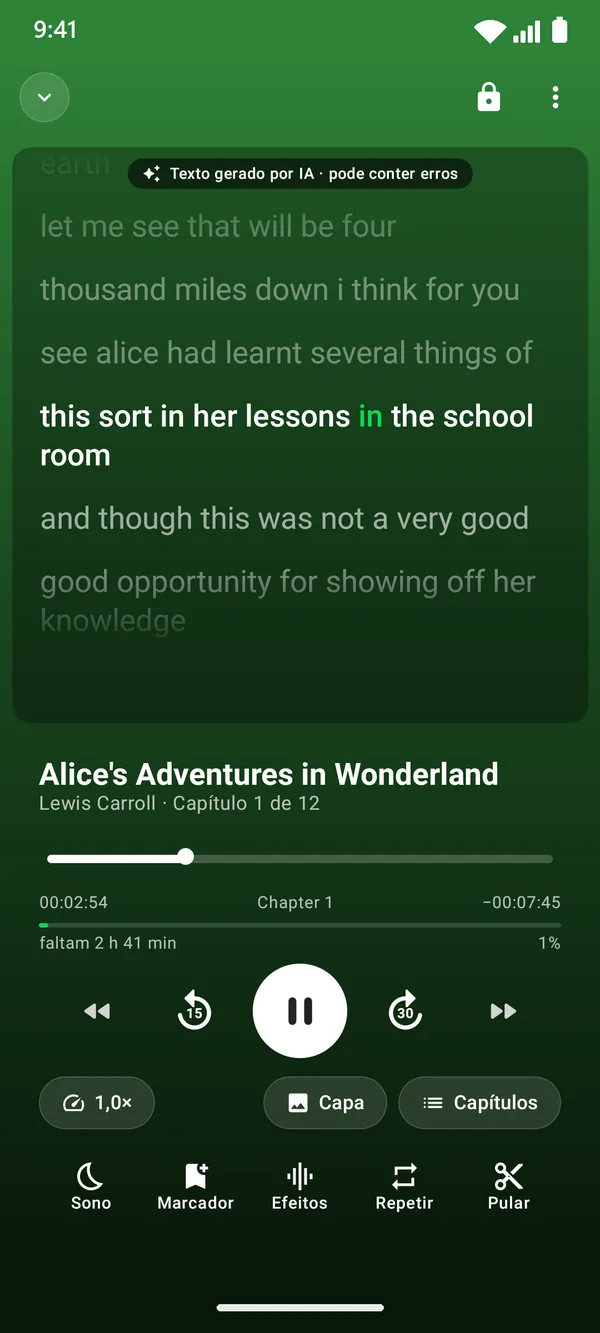 9:41
earth
Texto gerado por IA · pode conter erros
let me see that will be four
thousand miles down i think for you
see alice had learnt several things of
this sort in her lessons in the school
room
and though this was not a very good
good opportunity for showing off her
knowledge
Alice's Adventures in Wonderland
Lewis Carroll · Capítulo 1 de 12
00:02:54 Chapter 1 −00:07:45
faltam 2 h 41 min 1%
15 30
1,0× Capa Capítulos
Sono Marcador Efeitos Repetir Pular